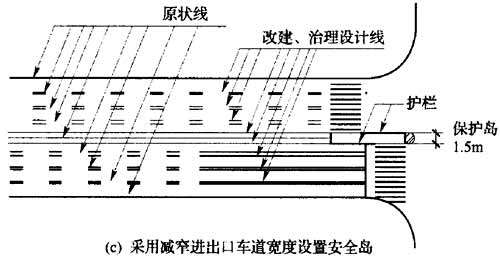 原状线
改建、治理设计线
护栏
保护岛
1.5m
(c) 采用减窄进出口车道宽度设置安全岛